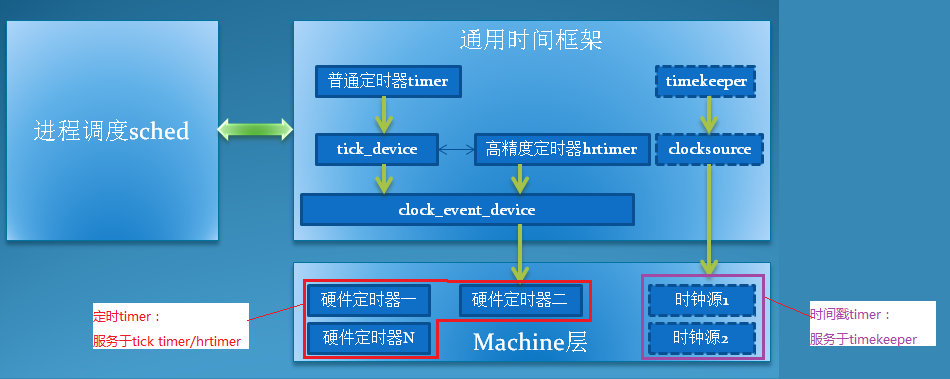 通用时间框架
进程调度sched
普通定时器timer
timekeeper
tick_device
高精度定时器hrtimer
clocksource
clock_event_device
硬件定时器一
硬件定时器二
时钟源1
硬件定时器N
Machine层
时钟源2
定时timer：
服务于tick timer/hrtimer
时间戳timer：
服务于timekeeper